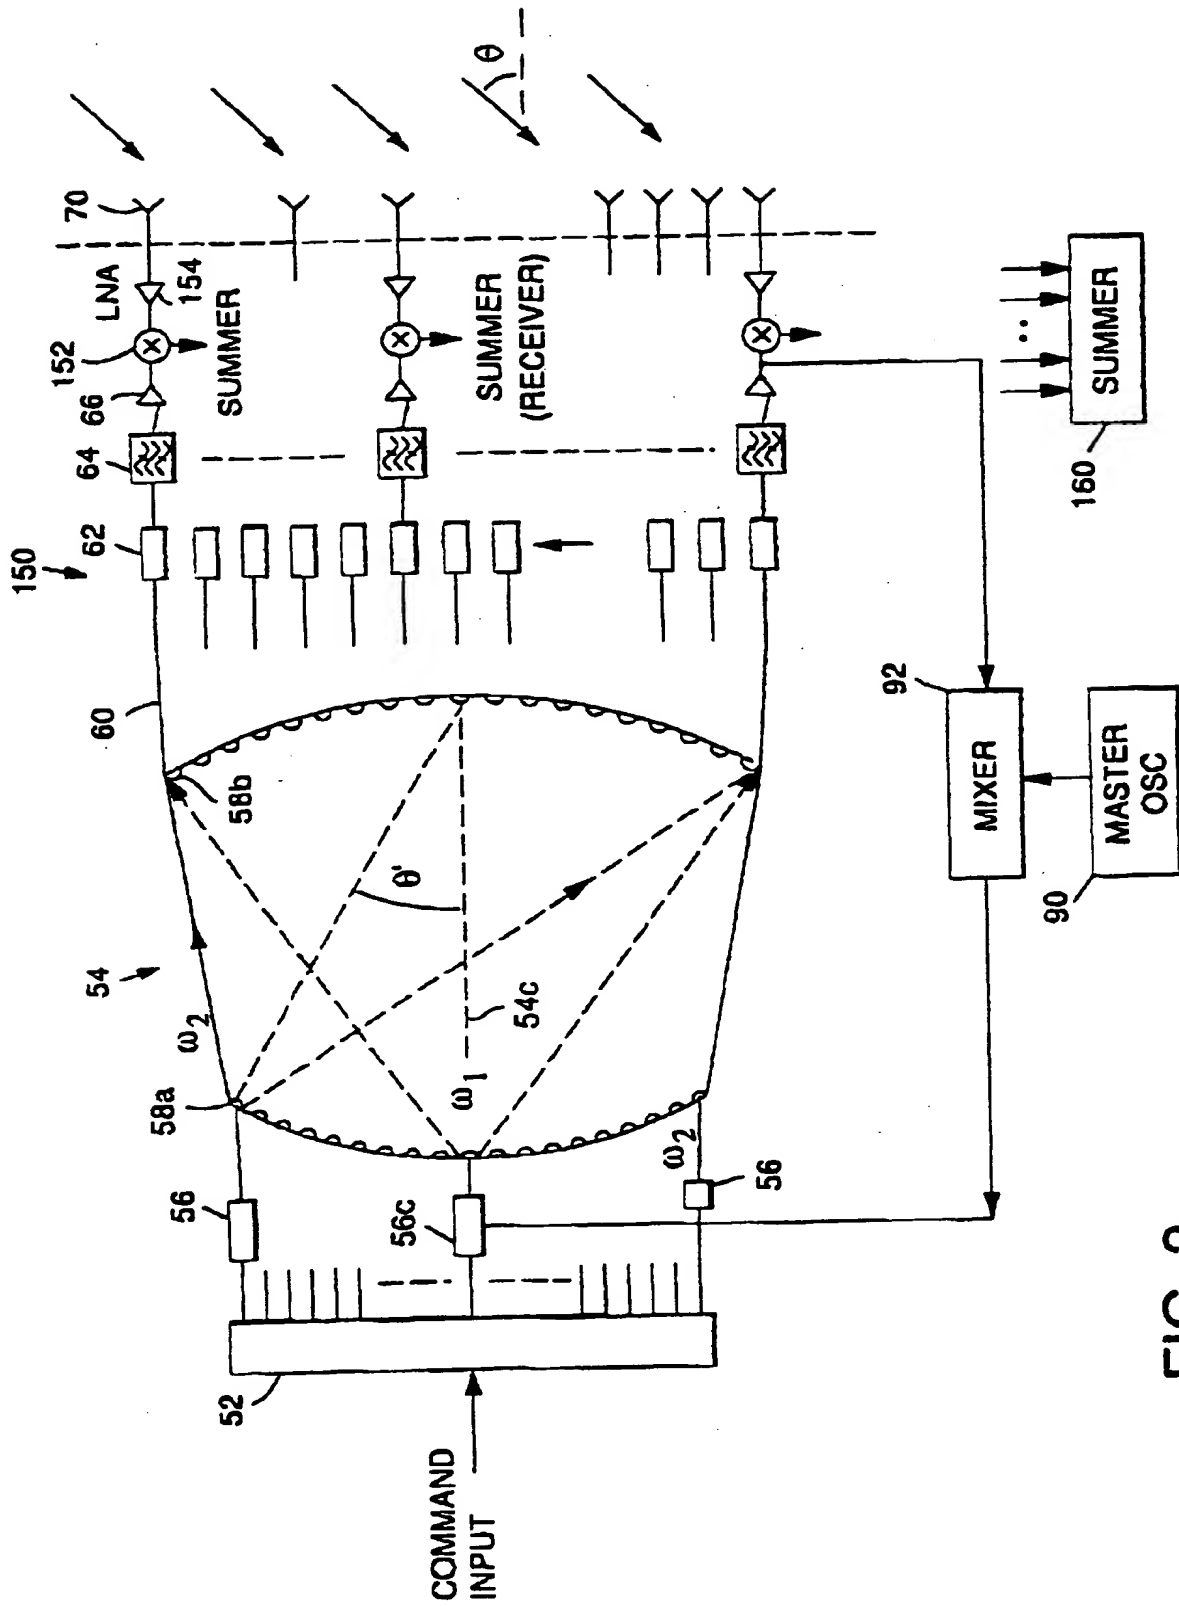 150
70
152
LNA
66
64
62
60
54
154
ω2
58a
56
SUMMER
58b
52
θ'
56c
COMMAND
INPUT
ω1
54c
SUMMER
(RECEIVER)
θ
ω2
56
92
MIXER
90
MASTER
OSC
160
SUMMER
FIG.